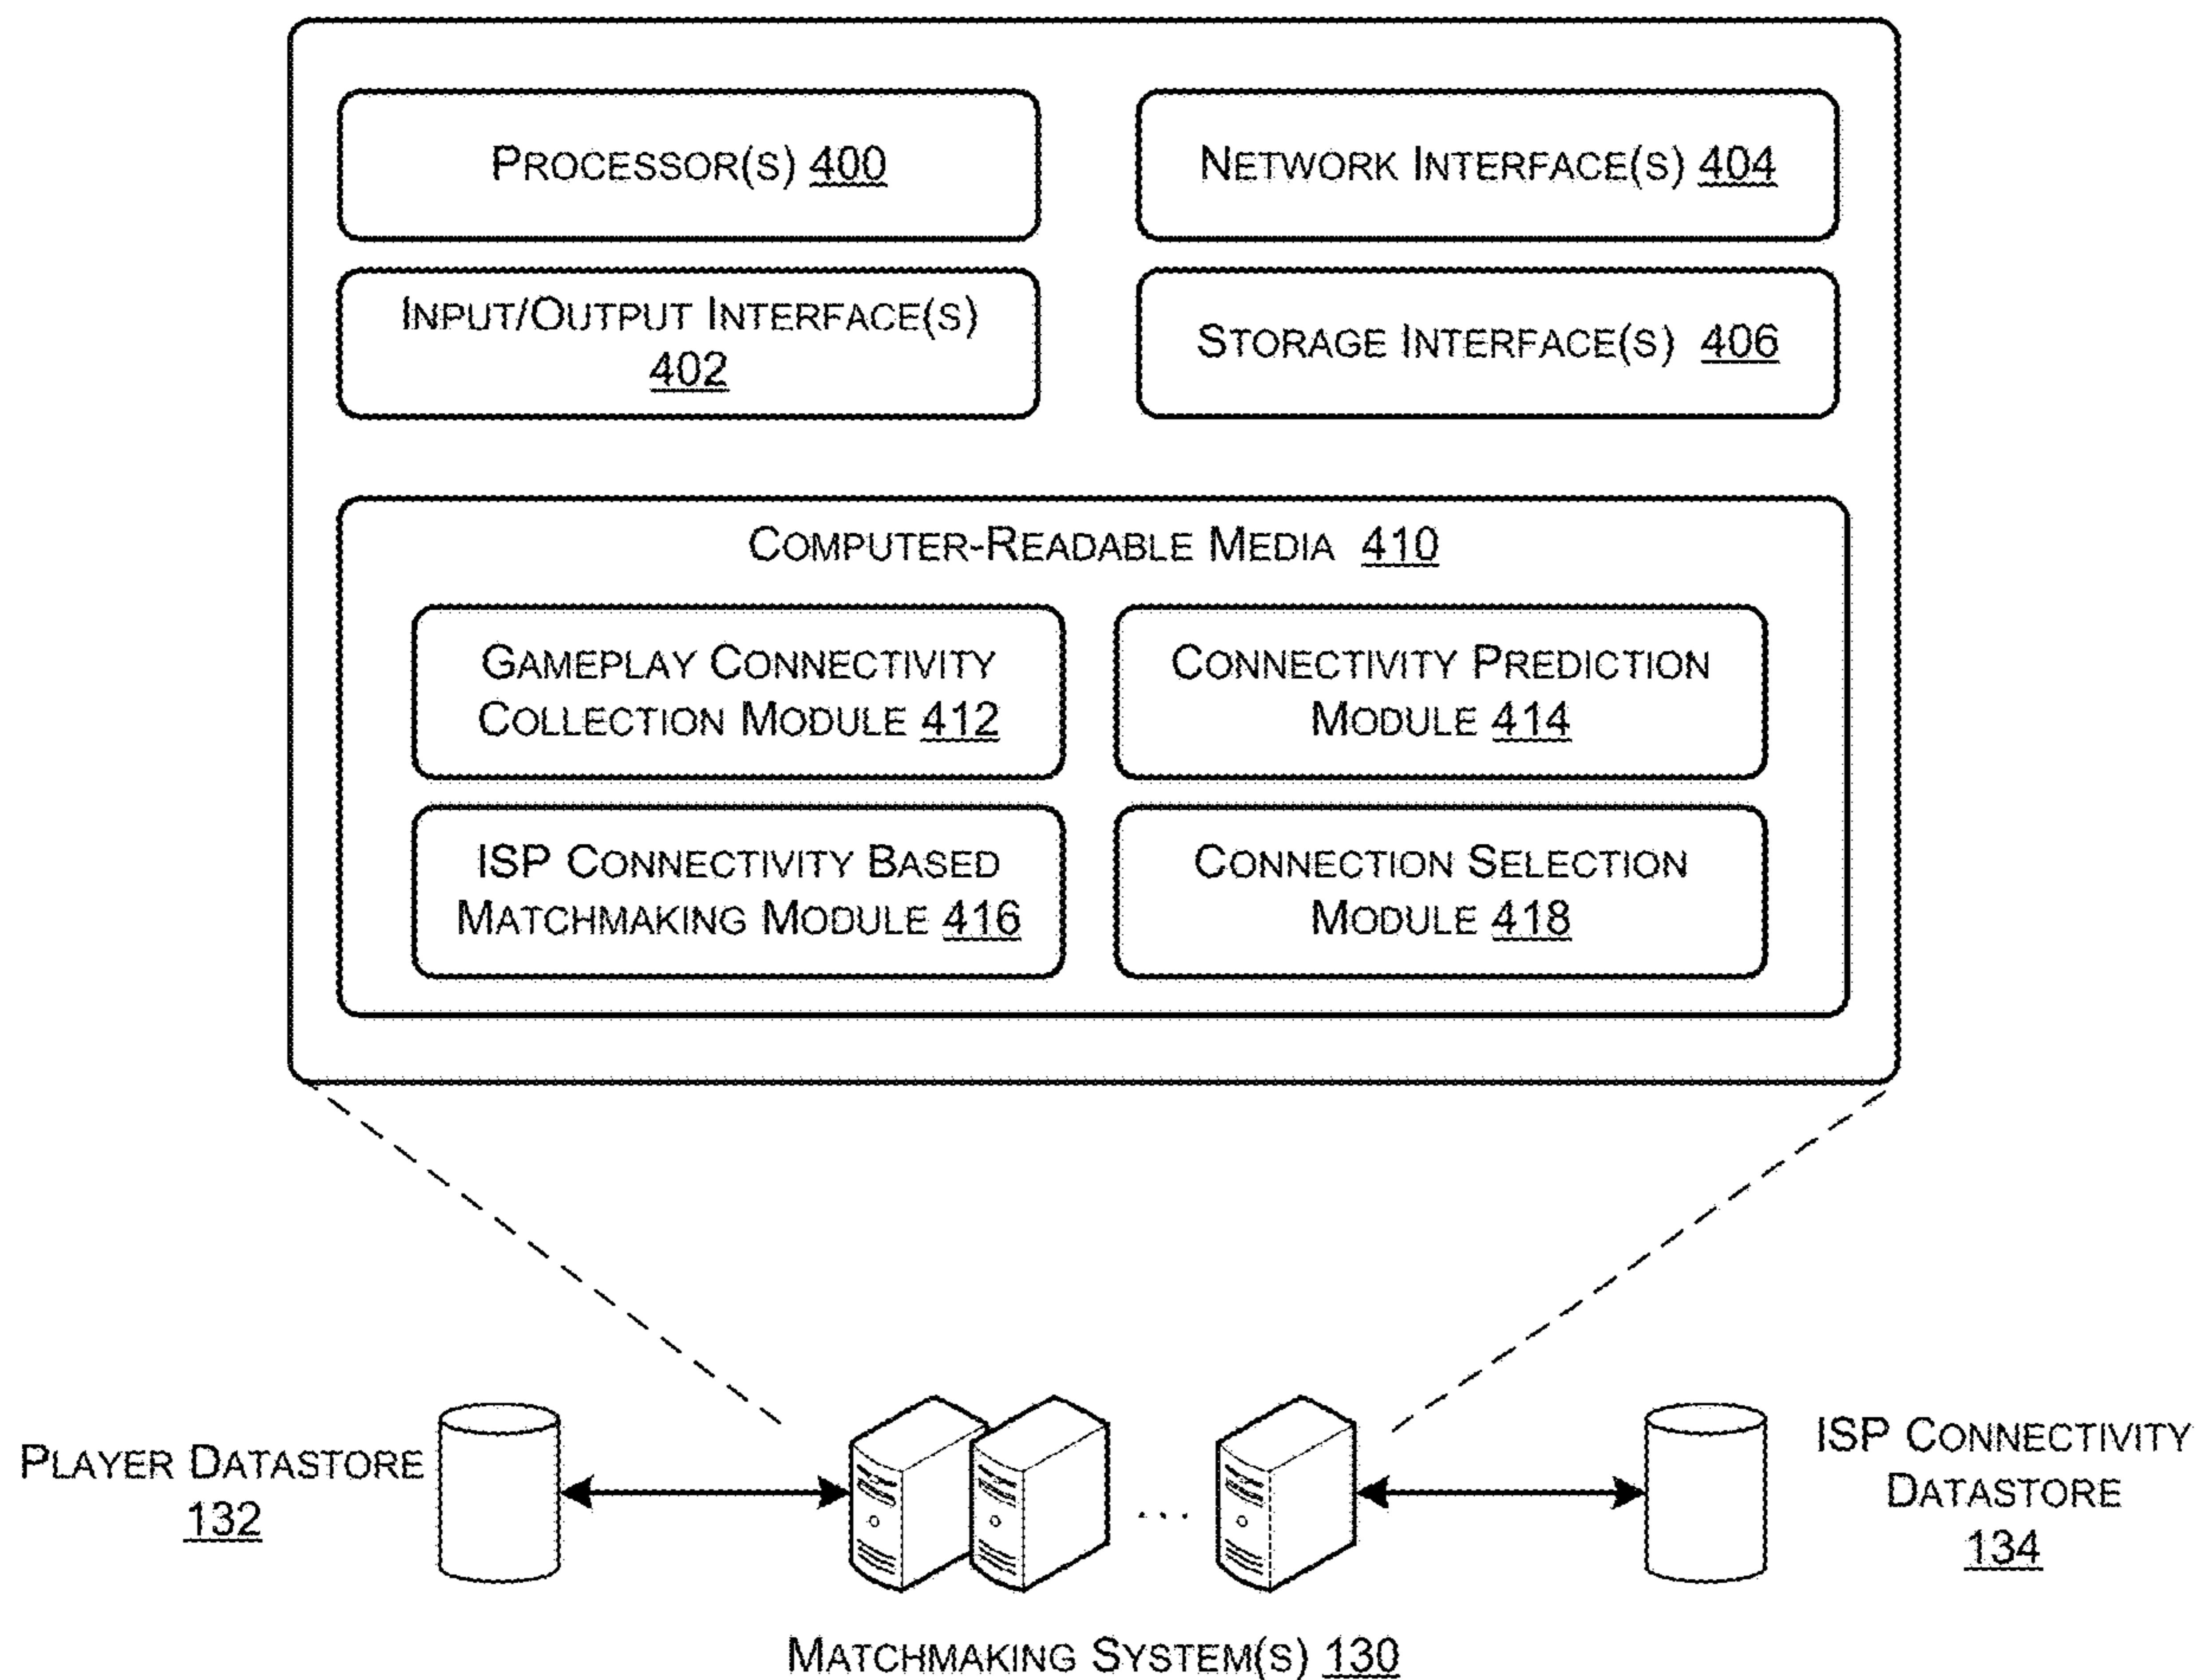 PROCESSOR(S) 400
NETWORK INTERFACE(S) 404
INPUT/OUTPUT INTERFACE(S)
402
STORAGE INTERFACE(S) 406
COMPUTER-READABLE MEDIA 410
GAMEPLAY CONNECTIVITY
COLLECTION MODULE 412
CONNECTIVITY PREDICTION
MODULE 414
ISP CONNECTIVITY BASED
MATCHMAKING MODULE 416
CONNECTION SELECTION
MODULE 418
PLAYER DATASTORE
132
...
ISP CONNECTIVITY
DATASTORE
134
MATCHMAKING SYSTEM(S) 130